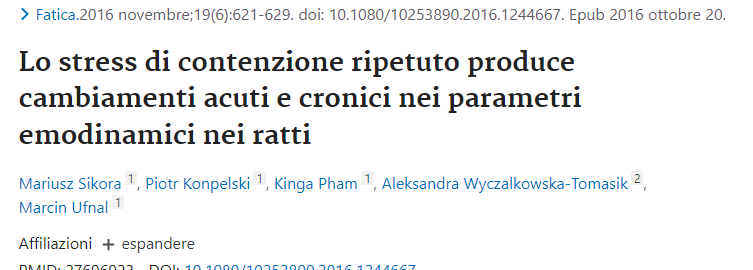 Fatica.2016 novembre;19(6):621-629. doi: 10.1080/10253890.2016.1244667. Epub 2016 ottobre 20.
Lo stress di contenzione ripetuto produce
cambiamenti acuti e cronici nei parametri
emodinamici nei ratti
Mariusz Sikora 1, Piotr Konpelski 1, Kinga Pham 1, Aleksandra Wyczalkowska-Tomasik 2,
Marcin Ufnal 1
Affiliazioni + espandere
PMID: 27696923 DOI: 10.1080/10253890.2016.1244667